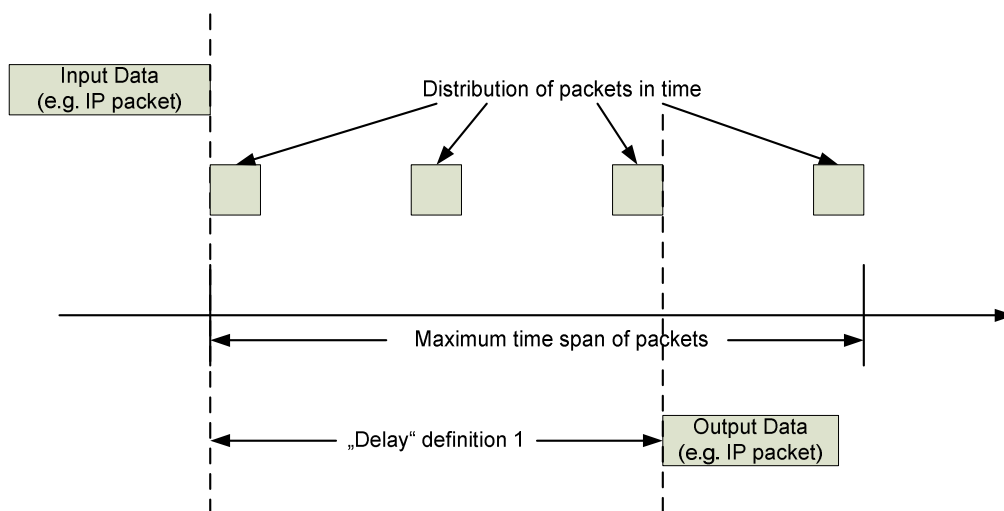 Input Data
(e.g. IP packet)
Distribution of packets in time
Maximum time span of packets
„Delay“ definition 1
Output Data
(e.g. IP packet)